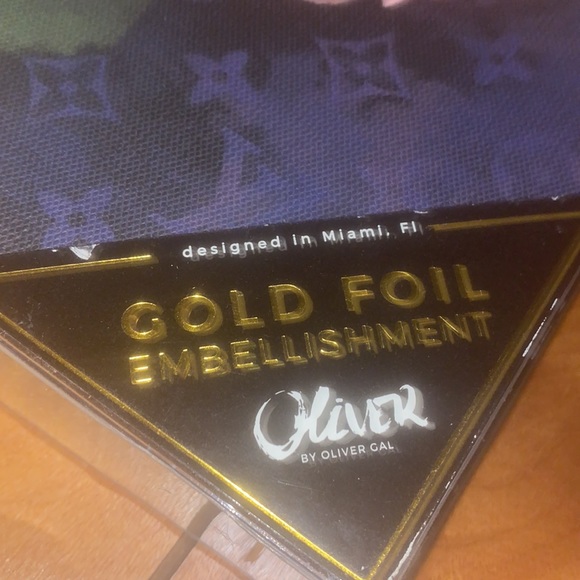 designed in Miami, Fl
GOLD FOIL
EMBELLISHMENT
Oliver
BY OLIVER GAL